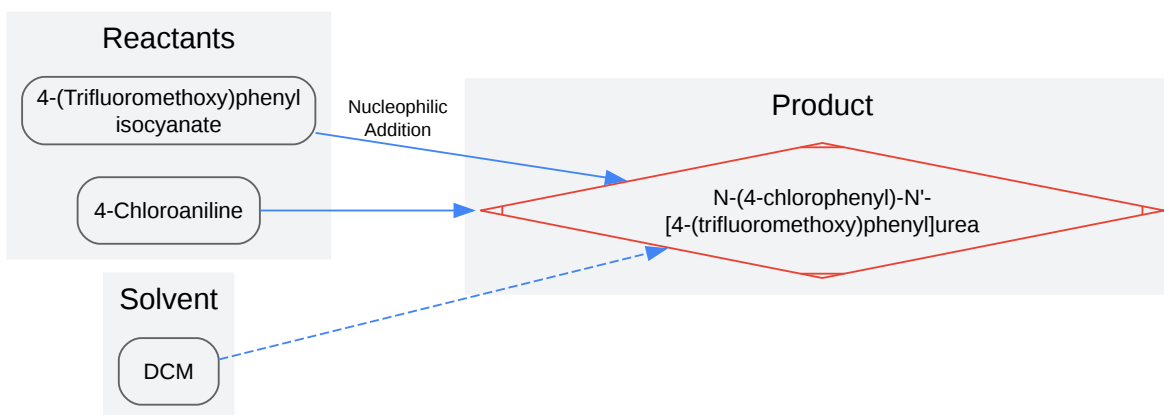 Reactants
4-(Trifluoromethoxy)phenyl
isocyanate
4-Chloroaniline
Nucleophilic
Addition
Product
N-(4-chlorophenyl)-N'-
[4-(trifluoromethoxy)phenyl]urea
Solvent
DCM